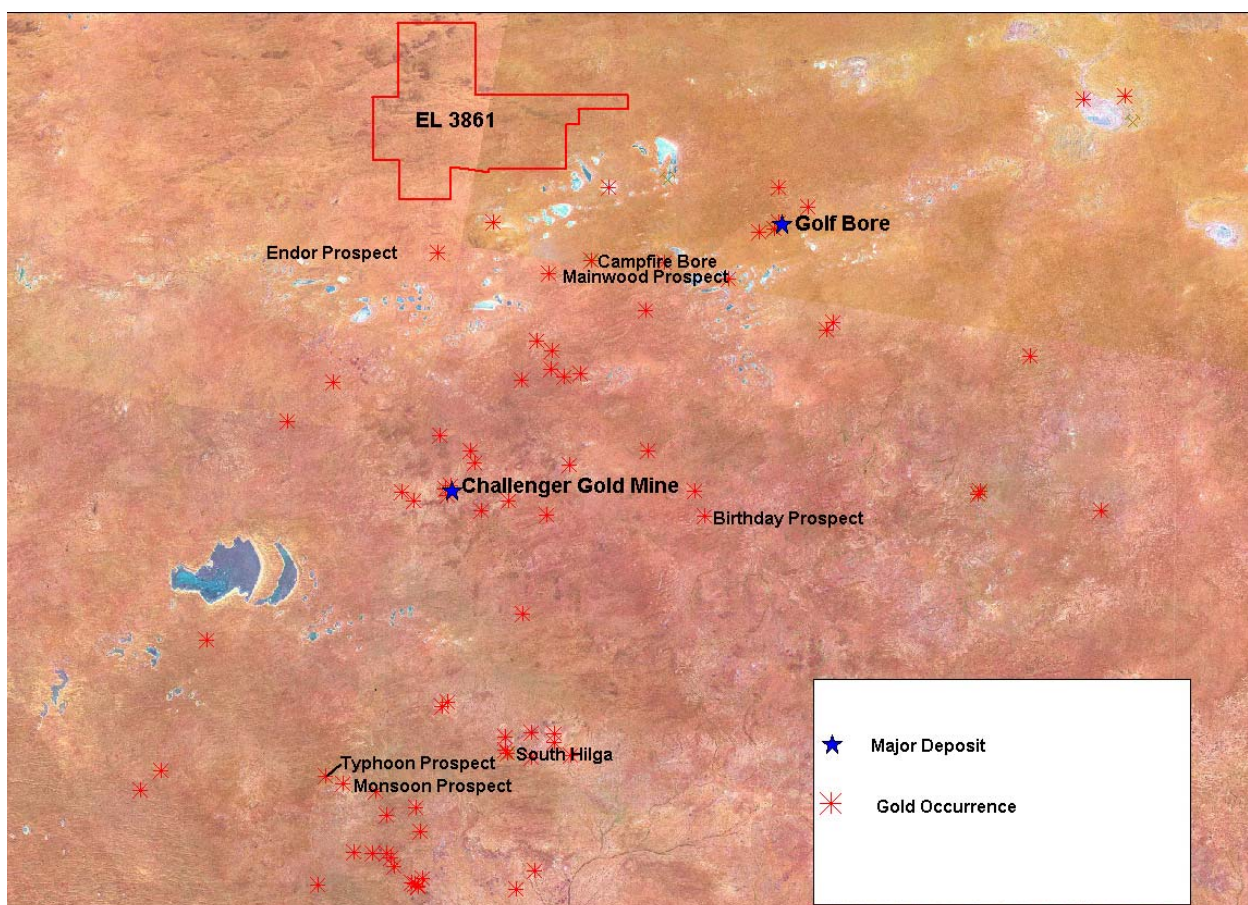 EL 3861
Golf Bore
Endor Prospect
Campfire Bore
Mainwood Prospect
Challenger Gold Mine
Birthday Prospect
South Hilga
Typhoon Prospect
Monsoon Prospect
Major Deposit
Gold Occurrence